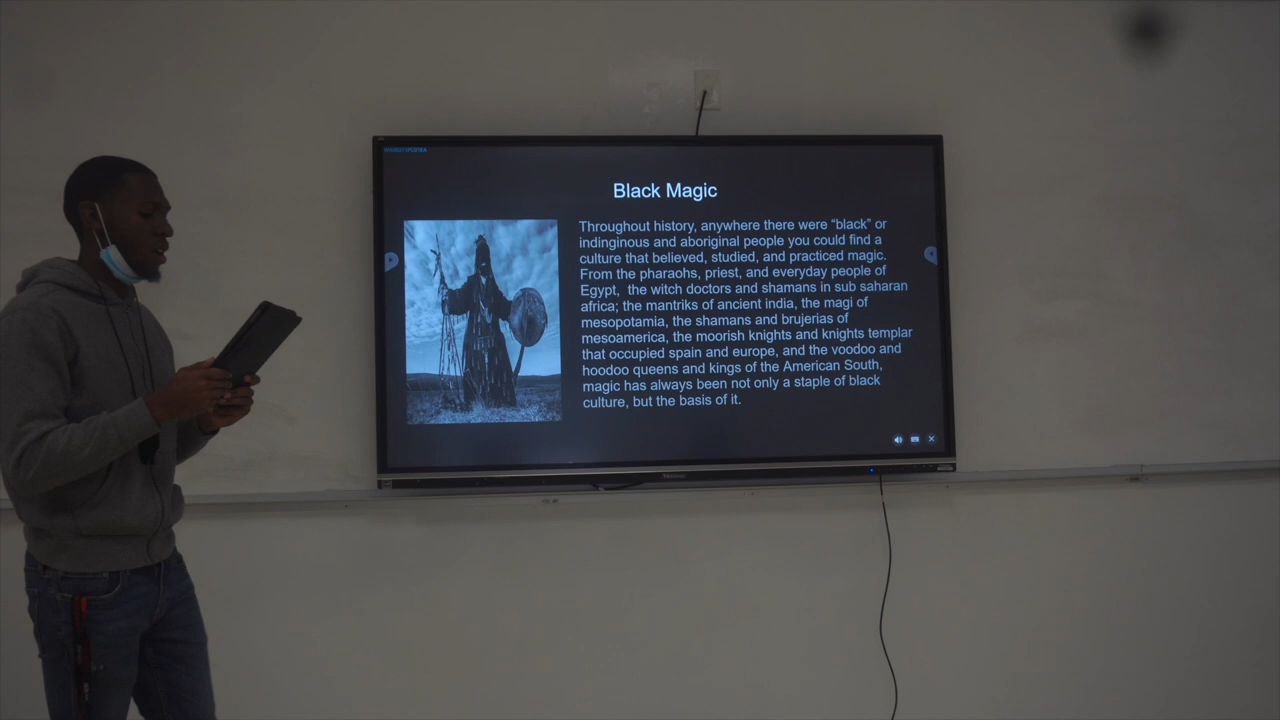 Black Magic
Throughout history, anywhere there were “black” or
indinginous and aboriginal people you could find a
culture that believed, studied, and practiced magic.
From the pharaohs, priest, and everyday people of
Egypt,  the witch doctors and shamans in sub saharan
africa; the mantriks of ancient india, the magi of
mesopotamia, the shamans and brujerias of
mesoamerica, the moorish knights and knights templar
that occupied spain and europe, and the voodoo and
hoodoo queens and kings of the American South,
magic has always been not only a staple of black
culture, but the basis of it.